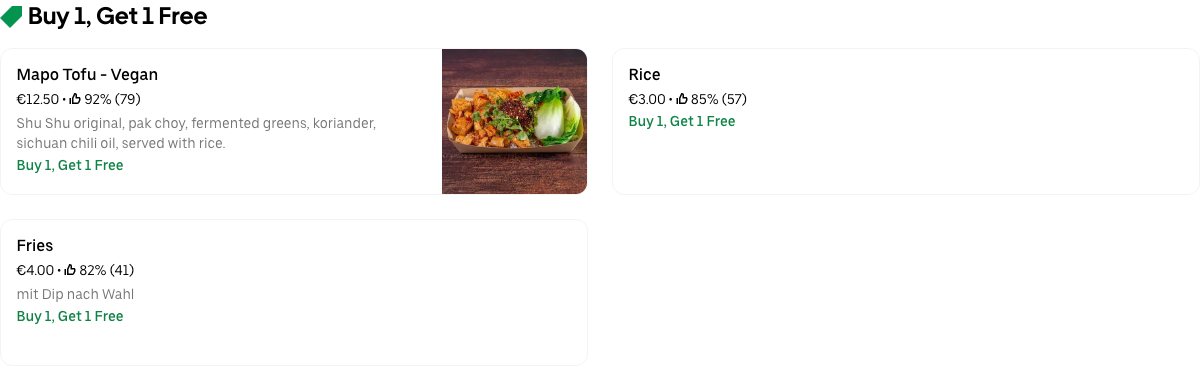 Buy 1, Get 1 Free
Mapo Tofu - Vegan
€12.50 • 92% (79)
Shu Shu original, pak choy, fermented greens, koriander,
sichuan chili oil, served with rice.
Buy 1, Get 1 Free
Rice
€3.00 • 85% (57)
Buy 1, Get 1 Free
Fries
€4.00 • 82% (41)
mit Dip nach Wahl
Buy 1, Get 1 Free